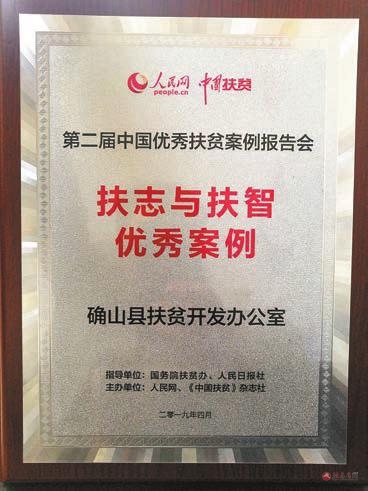 人民网 中国扶贫
people.cn
第二届中国优秀扶贫案例报告会
扶志与扶智
优秀案例
确山县扶贫开发办公室
指导单位：国务院扶贫办、人民日报社
主办单位：人民网、《中国扶贫》杂志社
二零一九年四月